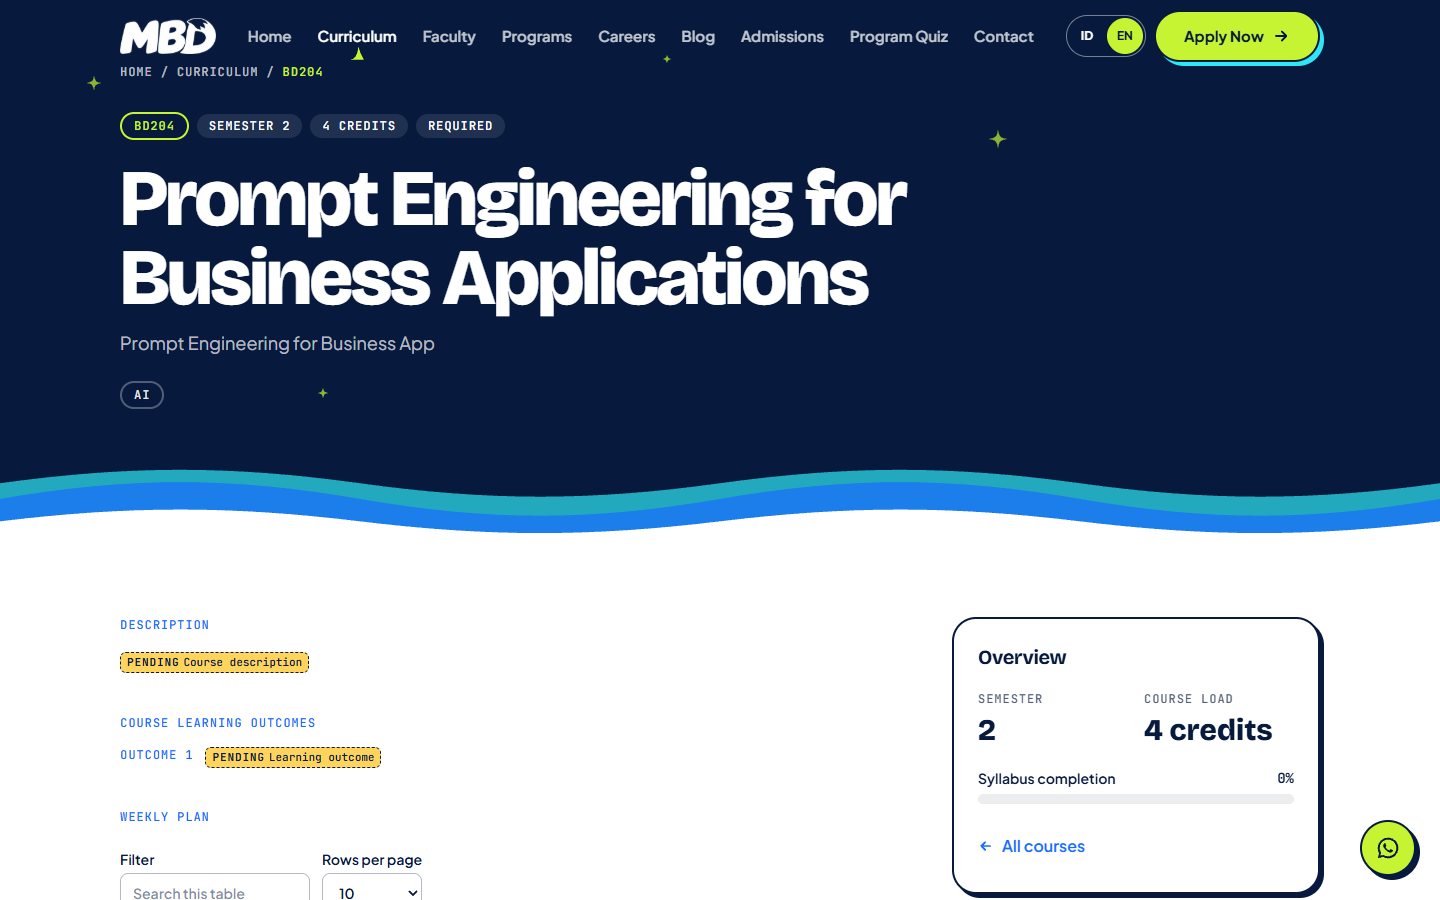 MBD
Home Curriculum Faculty Programs Careers Blog Admissions Program Quiz Contact ID EN Apply Now
HOME / CURRICULUM / BD204
BD204 SEMESTER 2 4 CREDITS REQUIRED
Prompt Engineering for
Business Applications
Prompt Engineering for Business App
AI
DESCRIPTION
PENDING Course description
COURSE LEARNING OUTCOMES
OUTCOME 1 PENDING Learning outcome
WEEKLY PLAN
Filter Rows per page
Search this table 10
Overview
SEMESTER COURSE LOAD
2 4 credits
Syllabus completion 0%
All courses